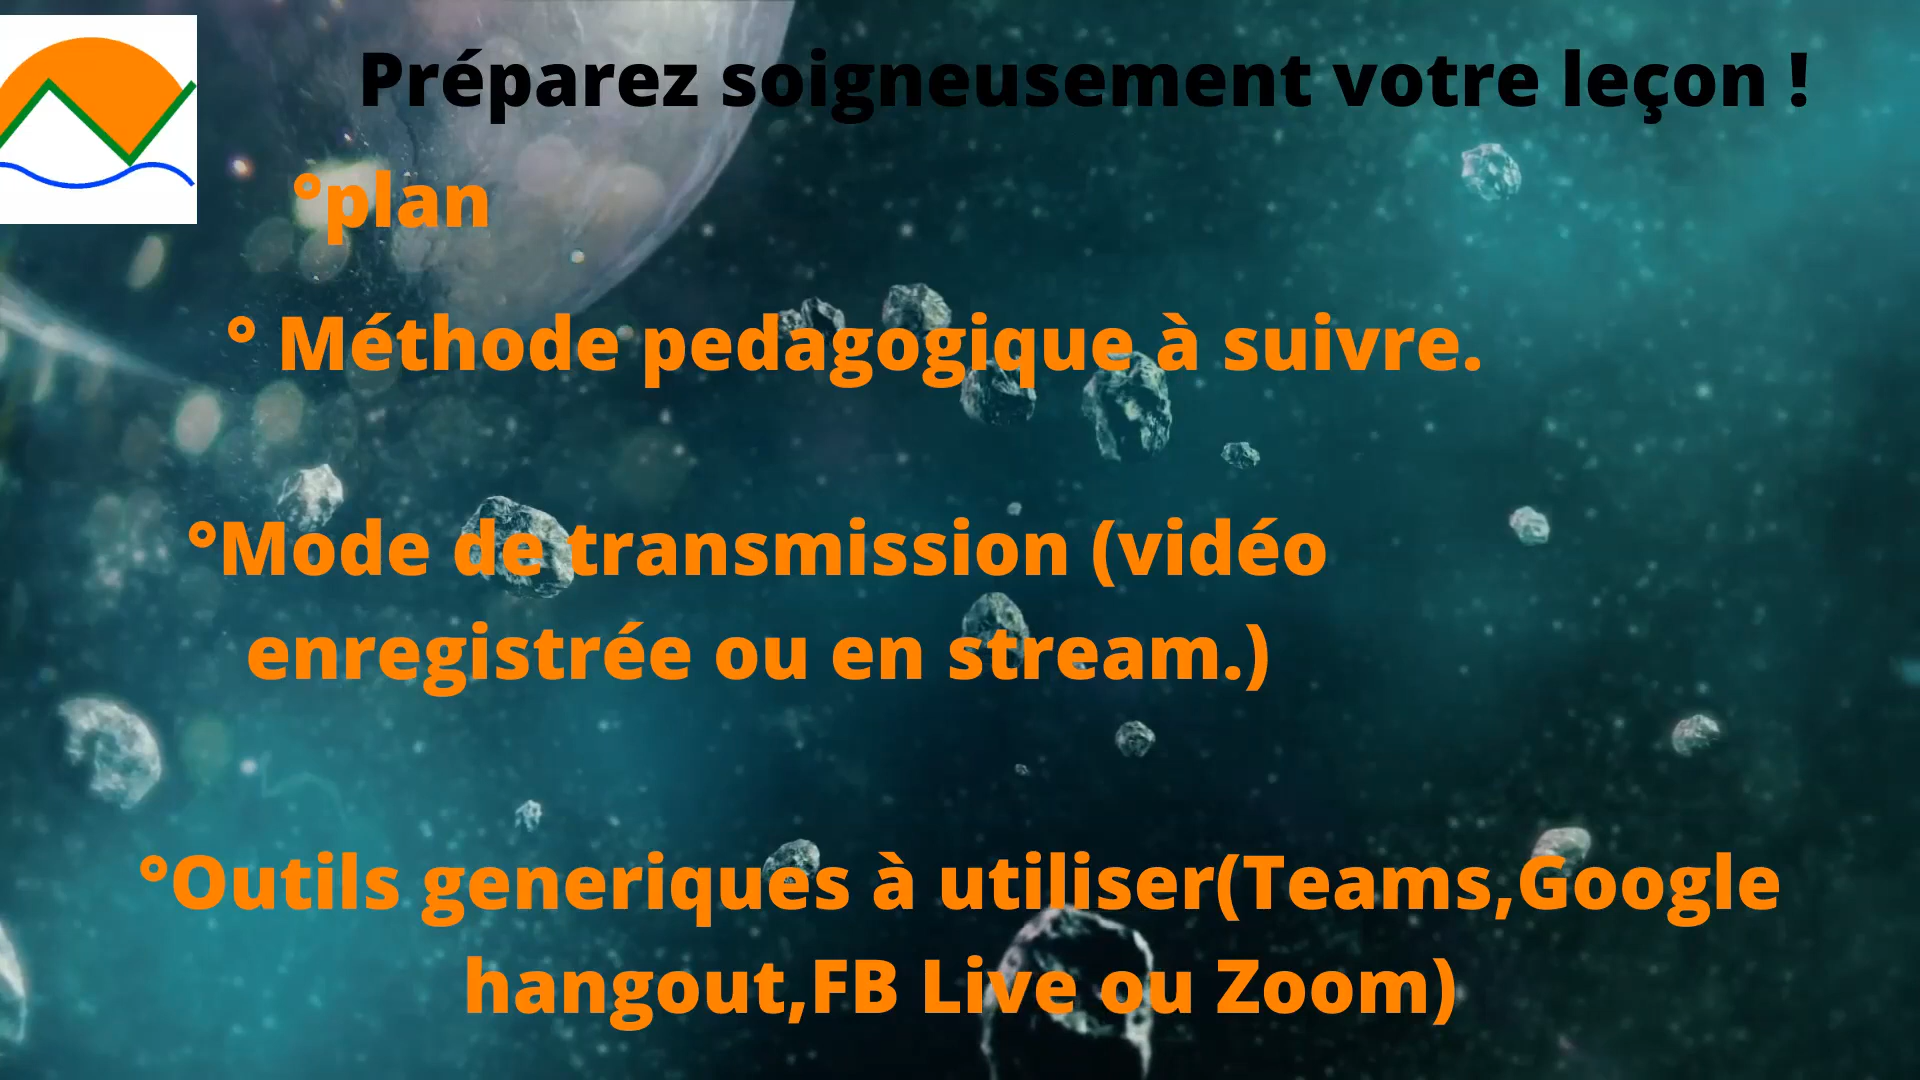 Préparez soigneusement votre leçon !
°plan
° Méthode pedagogique à suivre.
°Mode de transmission (vidéo
enregistrée ou en stream.)
°Outils generiques à utiliser(Teams,Google
hangout,FB Live ou Zoom)